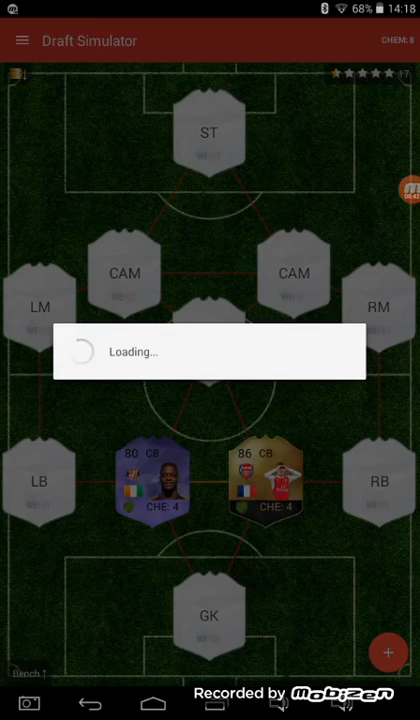 68% 14:18
Draft Simulator CHEM: 8
17
ST
CAM CAM
LM RM
Loading...
80 CB 86 CB
LB RB
CHE: 4 CHE: 4
GK
Bench↑ +
Recorded by mobizen